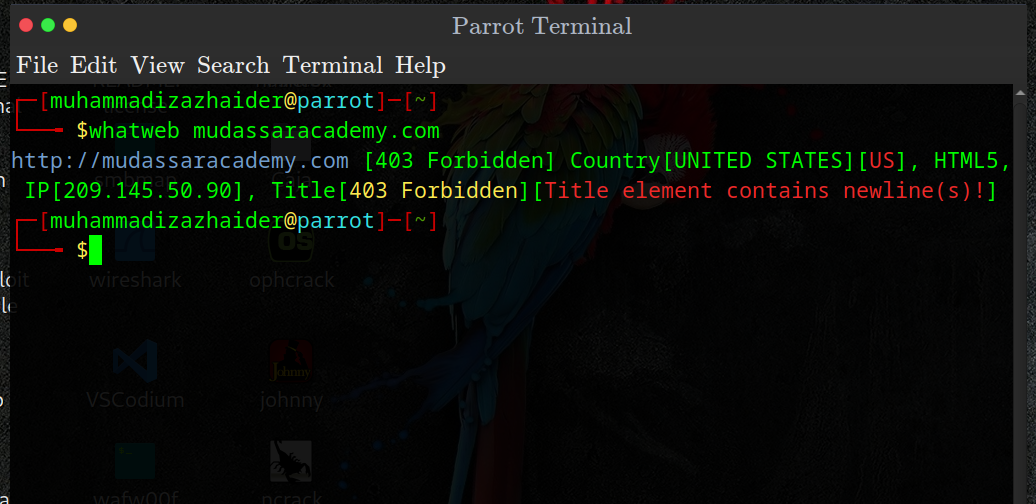 Parrot Terminal
File Edit View Search Terminal Help
┌─[muhammadizazhaider@parrot]─[~]
└──╼ $whatweb mudassaracademy.com
http://mudassaracademy.com [403 Forbidden] Country[UNITED STATES][US], HTML5,
IP[209.145.50.90], Title[403 Forbidden][Title element contains newline(s)!]
┌─[muhammadizazhaider@parrot]─[~]
└──╼ $
wireshark
ophcrack
VSCodium
Johnny
johnny
wafw00f
ncrack